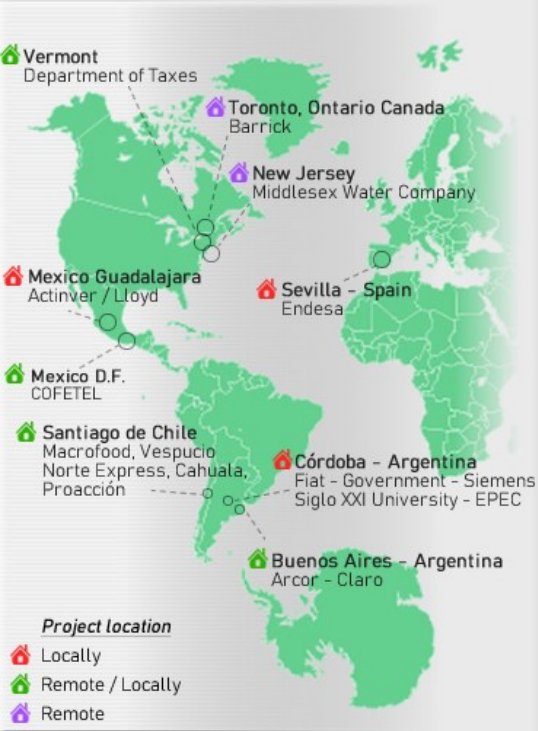 Vermont
Department of Taxes
Toronto, Ontario Canada
Barrick
New Jersey
Middlesex Water Company
Mexico Guadalajara
Actinver / Lloyd
Sevilla - Spain
Endesa
Mexico D.F.
COFETEL
Santiago de Chile
Macrofood, Vespucio
Norte Express, Cahuala,
Proacción
Córdoba - Argentina
Fiat - Government - Siemens
Siglo XXI University - EPEC
Buenos Aires - Argentina
Arcor - Claro
Project location
Locally
Remote / Locally
Remote